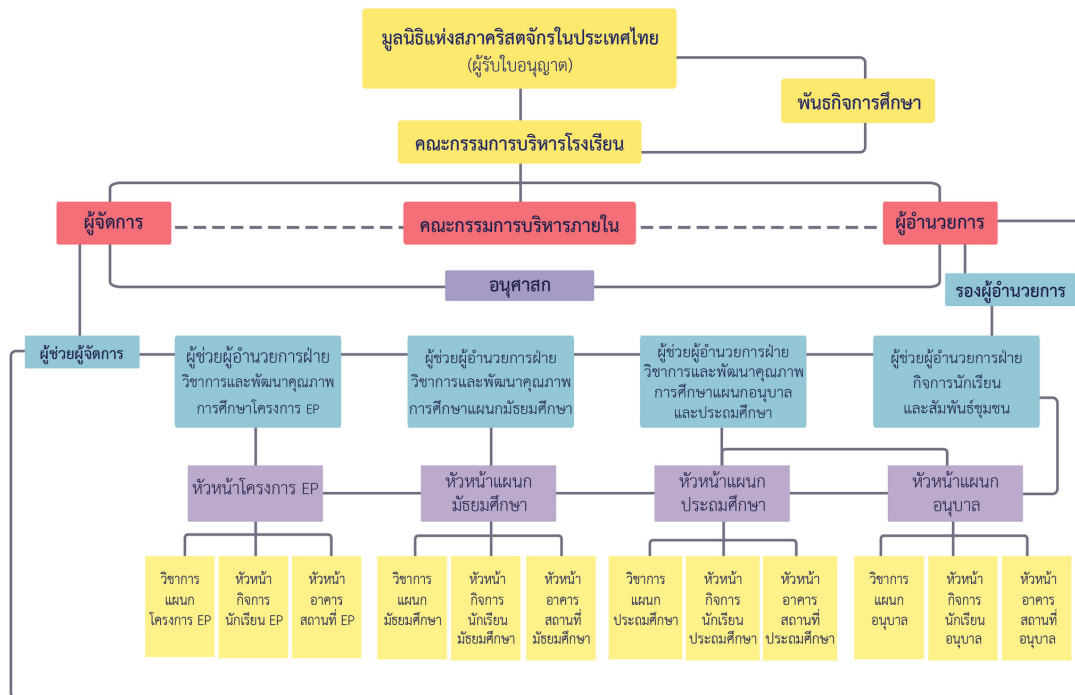 มูลนิธิแห่งสภาคริสตจักรในประเทศไทย
(ผู้รับใบอนุญาต)
พันธกิจการศึกษา
คณะกรรมการบริหารโรงเรียน
ผู้จัดการ
คณะกรรมการบริหารภายใน
ผู้อำนวยการ
อนุศาสก
รองผู้อำนวยการ
ผู้ช่วยผู้จัดการ
ผู้ช่วยผู้อำนวยการฝ่าย
วิชาการและพัฒนาคุณภาพ
การศึกษาโครงการ EP
ผู้ช่วยผู้อำนวยการฝ่าย
วิชาการและพัฒนาคุณภาพ
การศึกษาแผนกมัธยมศึกษา
ผู้ช่วยผู้อำนวยการฝ่าย
วิชาการและพัฒนาคุณภาพ
การศึกษาแผนกอนุบาล
และประถมศึกษา
ผู้ช่วยผู้อำนวยการฝ่าย
กิจการนักเรียน
และสัมพันธ์ชุมชน
หัวหน้าโครงการ EP
หัวหน้าแผนก
มัธยมศึกษา
หัวหน้าแผนก
ประถมศึกษา
หัวหน้าแผนก
อนุบาล
วิชาการ
แผนก
โครงการ EP
หัวหน้า
กิจการ
นักเรียน EP
หัวหน้า
อาคาร
สถานที่ EP
วิชาการ
แผนก
มัธยมศึกษา
หัวหน้า
กิจการ
นักเรียน
มัธยมศึกษา
หัวหน้า
อาคาร
สถานที่
มัธยมศึกษา
วิชาการ
แผนก
ประถมศึกษา
หัวหน้า
กิจการ
นักเรียน
ประถมศึกษา
หัวหน้า
อาคาร
สถานที่
ประถมศึกษา
วิชาการ
แผนก
อนุบาล
หัวหน้า
กิจการ
นักเรียน
อนุบาล
หัวหน้า
อาคาร
สถานที่
อนุบาล